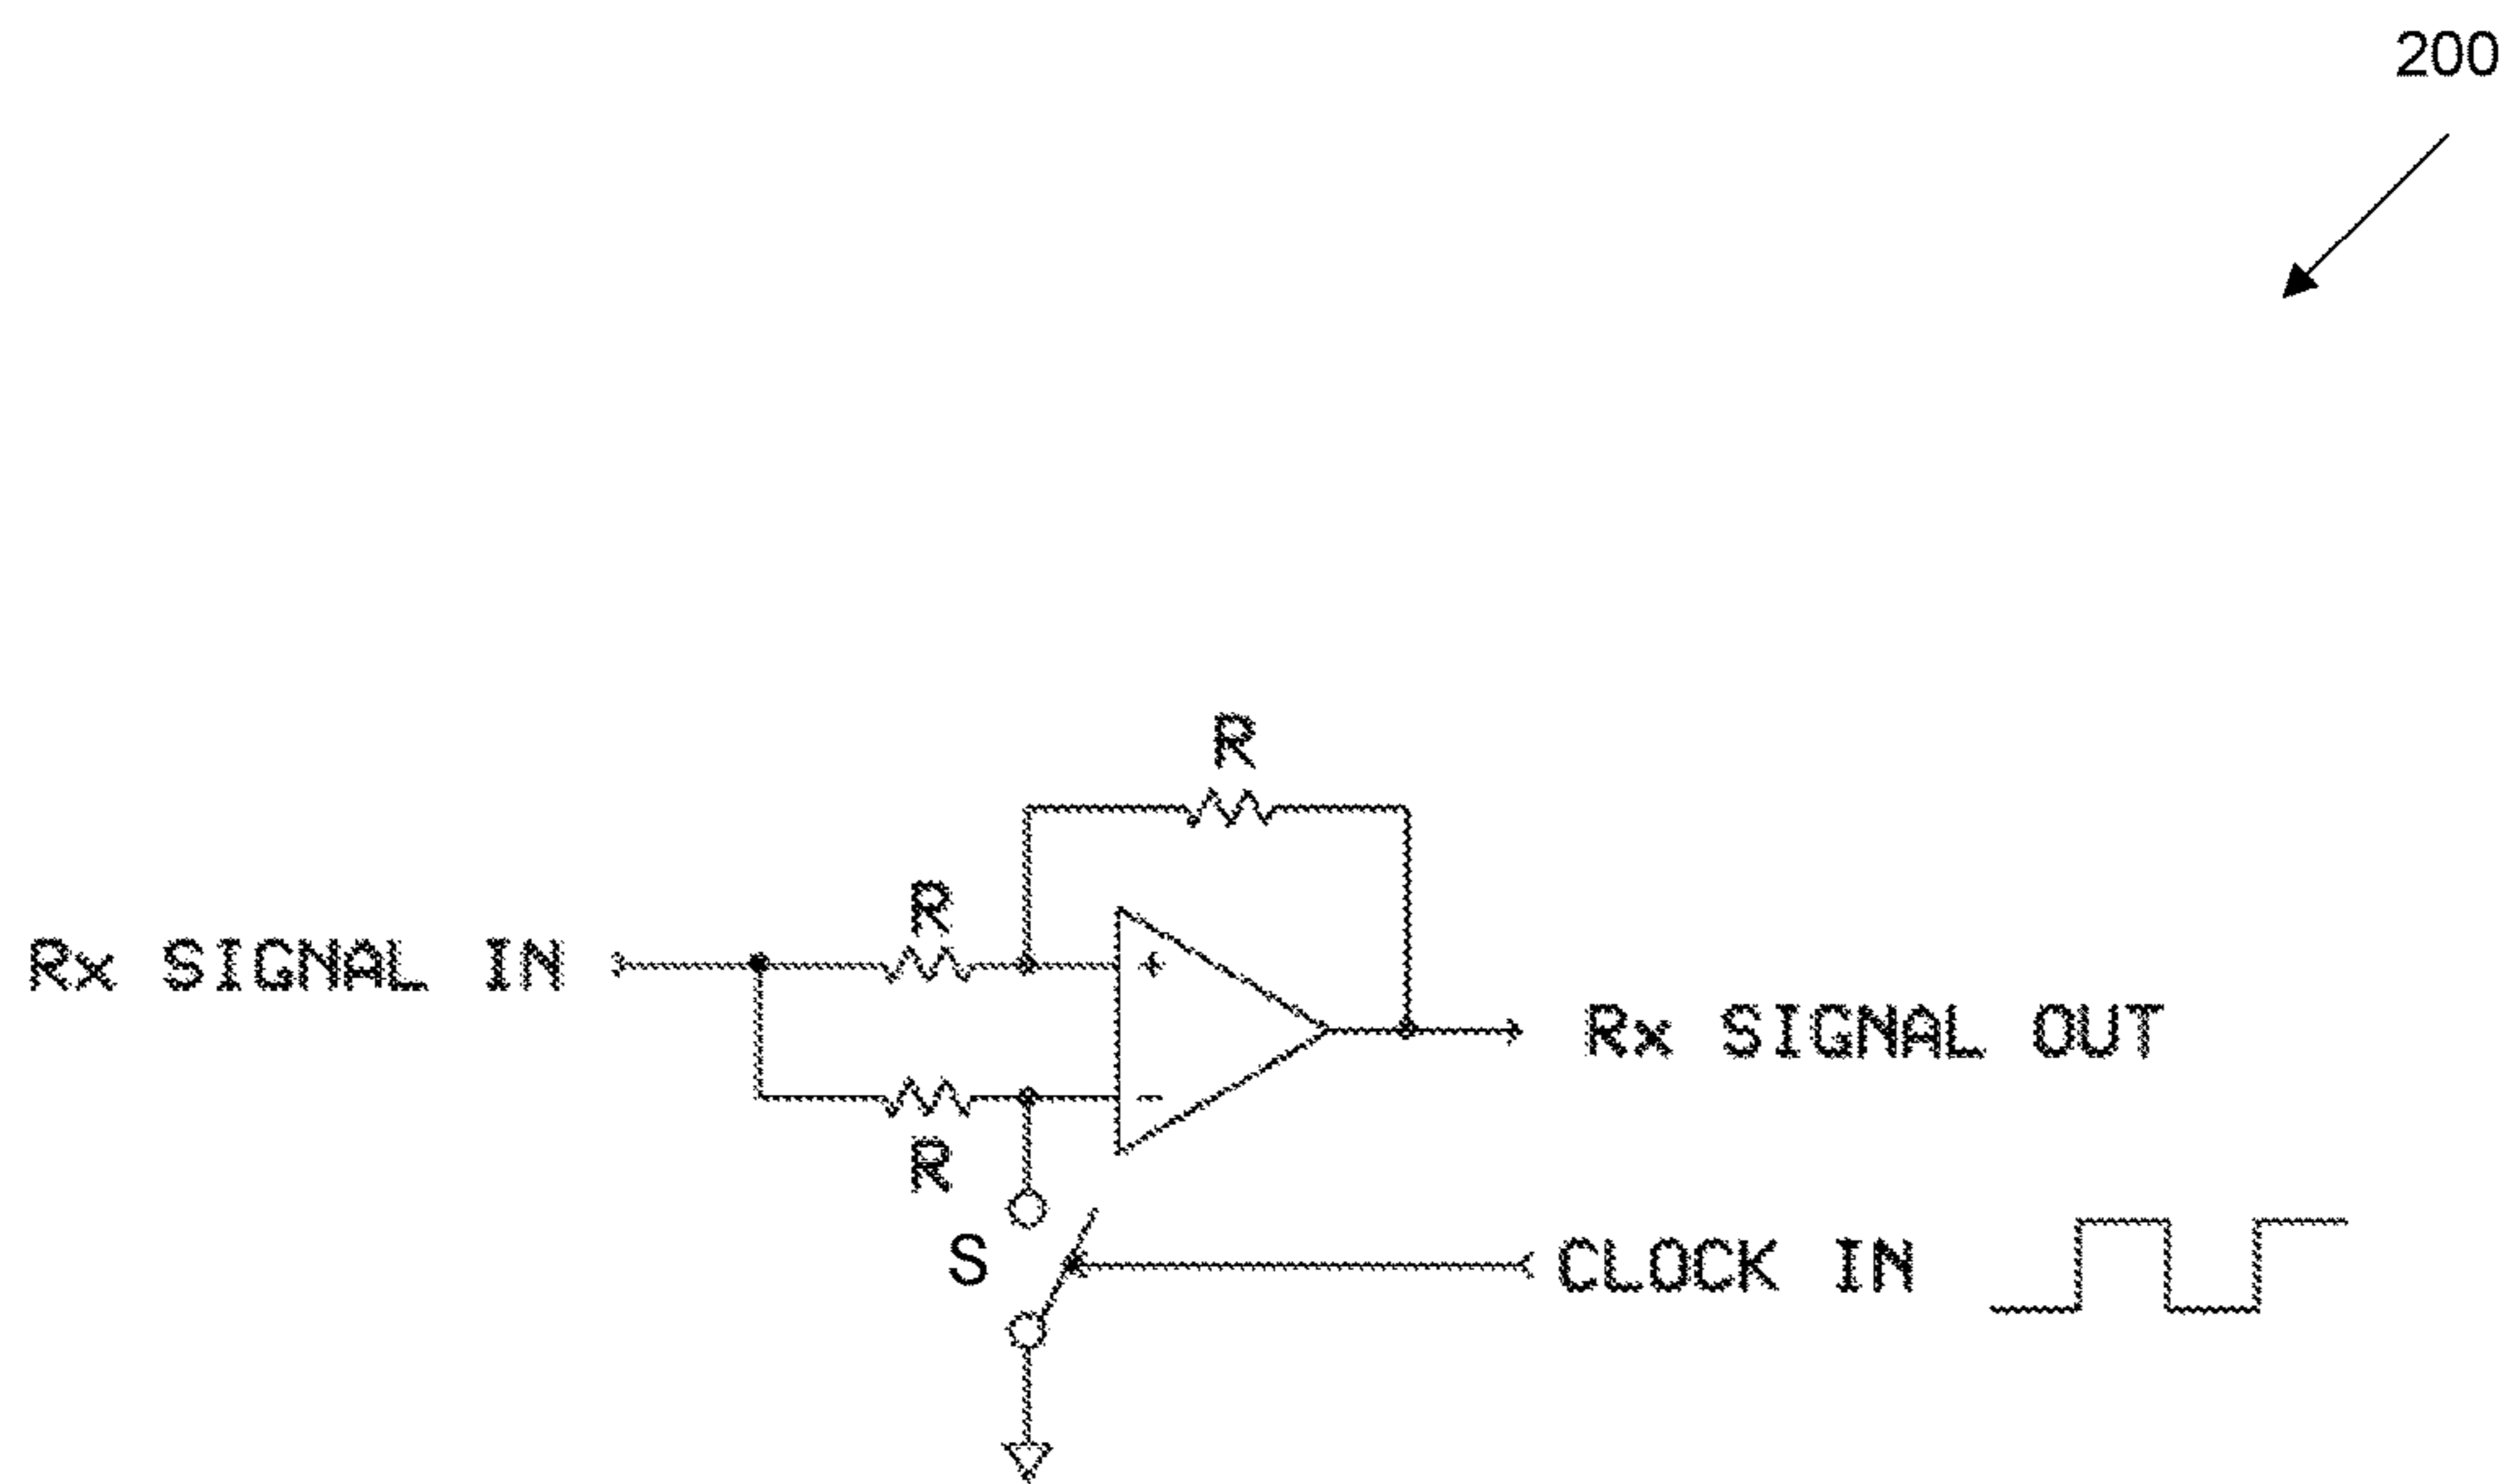 200
R
R
Rx SIGNAL IN
+
Rx SIGNAL OUT
-
R
S
CLOCK IN